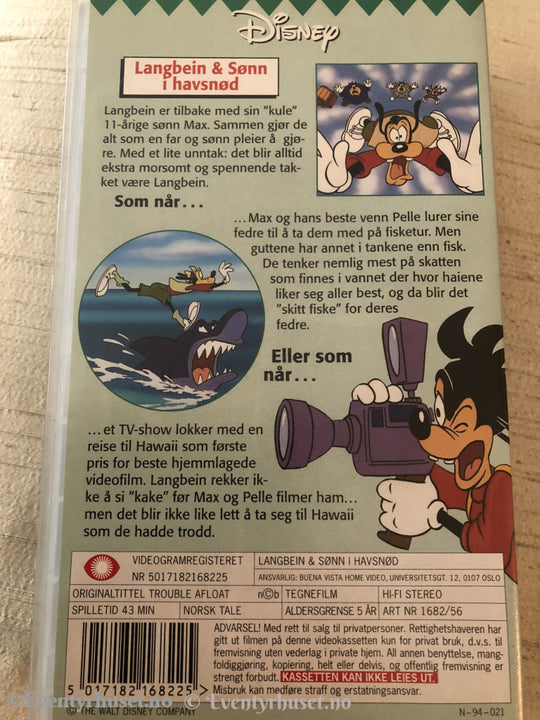 Disney
Langbein & Sønn
i havsnød
Langbein er tilbake med sin "kule"
11-årige sønn Max. Sammen gjør de
alt som en far og sønn pleier å gjø-
re. Med et lite unntak: det blir alltid
ekstra morsomt og spennende tak-
ket være Langbein.
Som når...
...Max og hans beste venn Pelle lurer sine
fedre til å ta dem med på fisketur. Men
guttene har annet i tankene enn fisk.
De tenker nemlig mest på skatten
som finnes i vannet der hvor haiene
liker seg aller best, og da blir det
"skitt fiske" for deres
fedre.
Eller som
når...
...et TV-show lokker med en
reise til Hawaii som første
pris for beste hjemmlagede
videofilm. Langbein rekker ik-
ke å si "kake" før Max og Pelle filmer ham...
men det blir ikke like lett å ta seg til Hawaii
som de hadde trodd.
VIDEOGRAMREGISTERET
NR 5017182168225
LANGBEIN & SØNN I HAVSNØD
ANSVARLIG: BUENA VISTA HOME VIDEO, UNIVERSITETSGT. 12, 0107 OSLO
ORIGINALTITTEL TROUBLE AFLOAT
n©b
TEGNEFILM
HI-FI STEREO
SPILLETID 43 MIN
NORSK TALE
ALDERSGRENSE 5 ÅR
ART NR 1682/56
ADVARSEL! Med rett til salg til privatpersoner. Rettighetshaveren har
gitt ut filmen på denne videokassetten kun for privat bruk, d.v.s. til
fremvisning uten vederlag i privat hjem. All annen benyttelse, mang-
foldiggjøring, kopiering, helt eller delvis, og offentlig fremvisning er
strengt forbudt. KASSETTEN KAN IKKE LEIES UT.
Misbruk kan medføre straff og erstatningsansvar.
5 017182 168225
© THE WALT DISNEY COMPANY
N-94-021
© Eventyrhuset.no © Eventyrhuset.no © Eventyrhuset.no